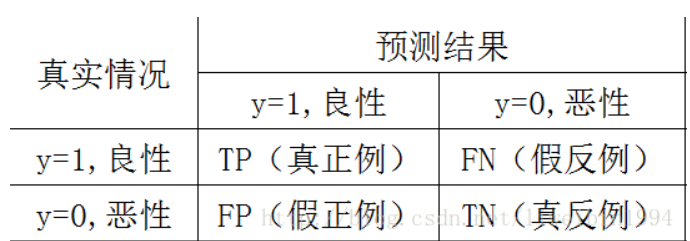 真实情况
预测结果
y=1,良性
y=0,恶性
y=1,良性
TP（真正例）
FN（假反例）
y=0,恶性
FP（假正例）
TN（真反例）